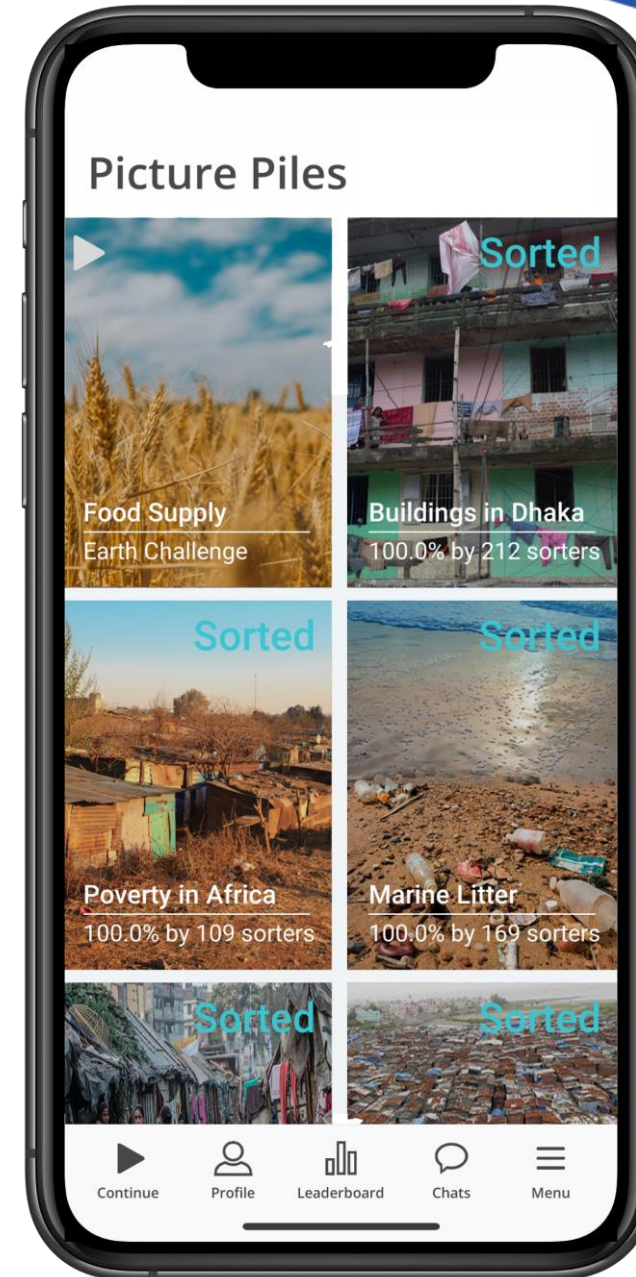 Picture Piles
Food Supply
Earth Challenge
Sorted
Buildings in Dhaka
100.0% by 212 sorters
Sorted
Poverty in Africa
100.0% by 109 sorters
Sorted
Marine Litter
100.0% by 169 sorters
Sorted
Sorted
Continue
Profile
Leaderboard
Chats
Menu